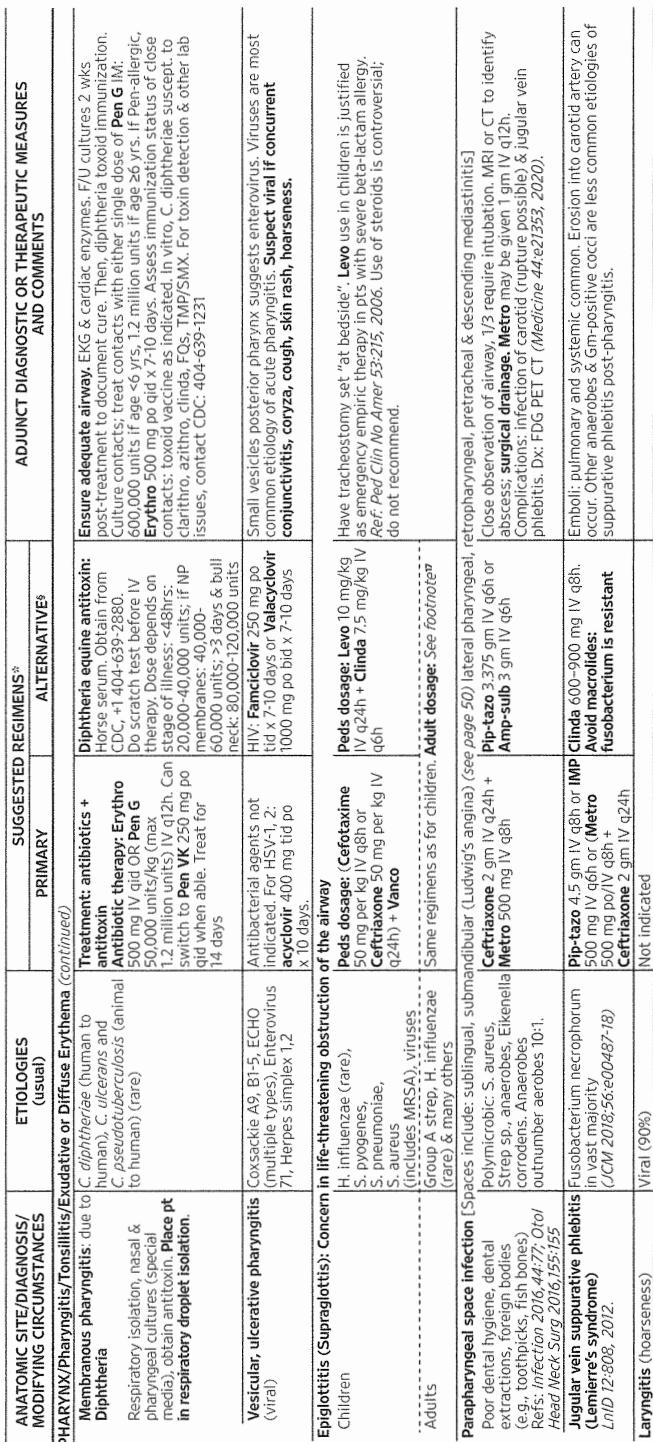 ANATOMIC SITE/DIAGNOSIS/
MODIFYING CIRCUMSTANCES
ETIOLOGIES
(usual)
SUGGESTED REGIMENS*
PRIMARY
ALTERNATIVE§
ADJUNCT DIAGNOSTIC OR THERAPEUTIC MEASURES
AND COMMENTS
PHARYNX/Pharyngitis/Tonsillitis/Exudative or Diffuse Erythema (continued)
Membranous pharyngitis: due to
Diphtheria
Respiratory isolation, nasal &
pharyngeal cultures (special
media), obtain antitoxin. Place pt
in respiratory droplet isolation.
C. diphtheriae (human to
human), C. ulcerans and
C. pseudotuberculosis (animal
to human) (rare)
Treatment: antibiotics +
antitoxin
Antibiotic therapy: Erythro
500 mg IV qid OR Pen G
50,000 units/kg (max
1.2 million units) IV q12h. Can
switch to Pen VK 250 mg po
qid when able. Treat for
14 days
Diphtheria equine antitoxin:
Horse serum. Obtain from
CDC, +1 404-639-2880.
Do scratch test before IV
therapy. Dose depends on
stage of illness: <48hrs:
20,000-40,000 units; if NP
membranes: 40,000-
60,000 units; >3 days & bull
neck: 80,000-120,000 units
Ensure adequate airway. EKG & cardiac enzymes. F/U cultures 2 wks
post-treatment to document cure. Then, diphtheria toxoid immunization.
Culture contacts; treat contacts with either single dose of Pen G IM:
600,000 units if age <6 yrs, 1.2 million units if age ≥6 yrs. If Pen-allergic,
Erythro 500 mg po qid x 7-10 days. Assess immunization status of close
contacts: toxoid vaccine as indicated. In vitro, C. diphtheriae suscept. to
clarithro, azithro, clinda, FQs, TMP/SMX. For toxin detection & other lab
issues, contact CDC: 404-639-1231
Vesicular, ulcerative pharyngitis
(viral)
Coxsackie A9, B1-5, ECHO
(multiple types), Enterovirus
71, Herpes simplex 1,2
Antibacterial agents not
indicated. For HSV-1, 2:
acyclovir 400 mg tid po
x 10 days.
HIV: Famciclovir 250 mg po
tid x 7-10 days or Valacyclovir
1000 mg po bid x 7-10 days
Small vesicles posterior pharynx suggests enterovirus. Viruses are most
common etiology of acute pharyngitis. Suspect viral if concurrent
conjunctivitis, coryza, cough, skin rash, hoarseness.
Epiglottitis (Supraglottis): Concern in life-threatening obstruction of the airway
Children
H. influenzae (rare),
S. pyogenes,
S. pneumoniae,
S. aureus
(includes MRSA), viruses
Peds dosage: (Cefotaxime
50 mg per kg IV q8h or
Ceftriaxone 50 mg per kg IV
q24h) + Vanco
Peds dosage: Levo 10 mg/kg
IV q24h + Clinda 7.5 mg/kg IV
q6h
Have tracheostomy set "at bedside". Levo use in children is justified
as emergency empiric therapy in pts with severe beta-lactam allergy.
Ref: Ped Clin No Amer 53:215, 2006. Use of steroids is controversial;
do not recommend.
Adults
Group A strep, H. influenzae
(rare) & many others
Same regimens as for children. Adult dosage: See footnote
Parapharyngeal space infection [Spaces include: sublingual, submandibular (Ludwig's angina) (see page 50) lateral pharyngeal, retropharyngeal, pretracheal & descending mediastinitis]
Poor dental hygiene, dental
extractions, foreign bodies
(e.g., toothpicks, fish bones)
Refs: Infection 2016,44:77; Otol
Head Neck Surg 2016,155:155
Polymicrobic: S. aureus,
Strep sp., anaerobes, Eikenella
corrodens. Anaerobes
outnumber aerobes 10:1.
Ceftriaxone 2 gm IV q24h +
Metro 500 mg IV q8h
Pip-tazo 3.375 gm IV q6h or
Amp-sulb 3 gm IV q6h
Close observation of airway, 1/3 require intubation. MRI or CT to identify
abscess; surgical drainage. Metro may be given 1 gm IV q12h.
Complications: infection of carotid (rupture possible) & jugular vein
phlebitis. Dx: FDG PET CT (Medicine 44:e21353, 2020).
Jugular vein suppurative phlebitis
(Lemierre's syndrome)
LnID 12:808, 2012.
Fusobacterium necrophorum
in vast majority
(JCM 2018;56:e00487-18)
Pip-tazo 4.5 gm IV q8h or IMP
500 mg IV q6h or (Metro
500 mg po/IV q8h +
Ceftriaxone 2 gm IV q24h
Clinda 600-900 mg IV q8h.
Avoid macrolides:
fusobacterium is resistant
Emboli: pulmonary and systemic common. Erosion into carotid artery can
occur. Other anaerobes & Gm-positive cocci are less common etiologies of
suppurative phlebitis post-pharyngitis.
Laryngitis (hoarseness)
Viral (90%)
Not indicated